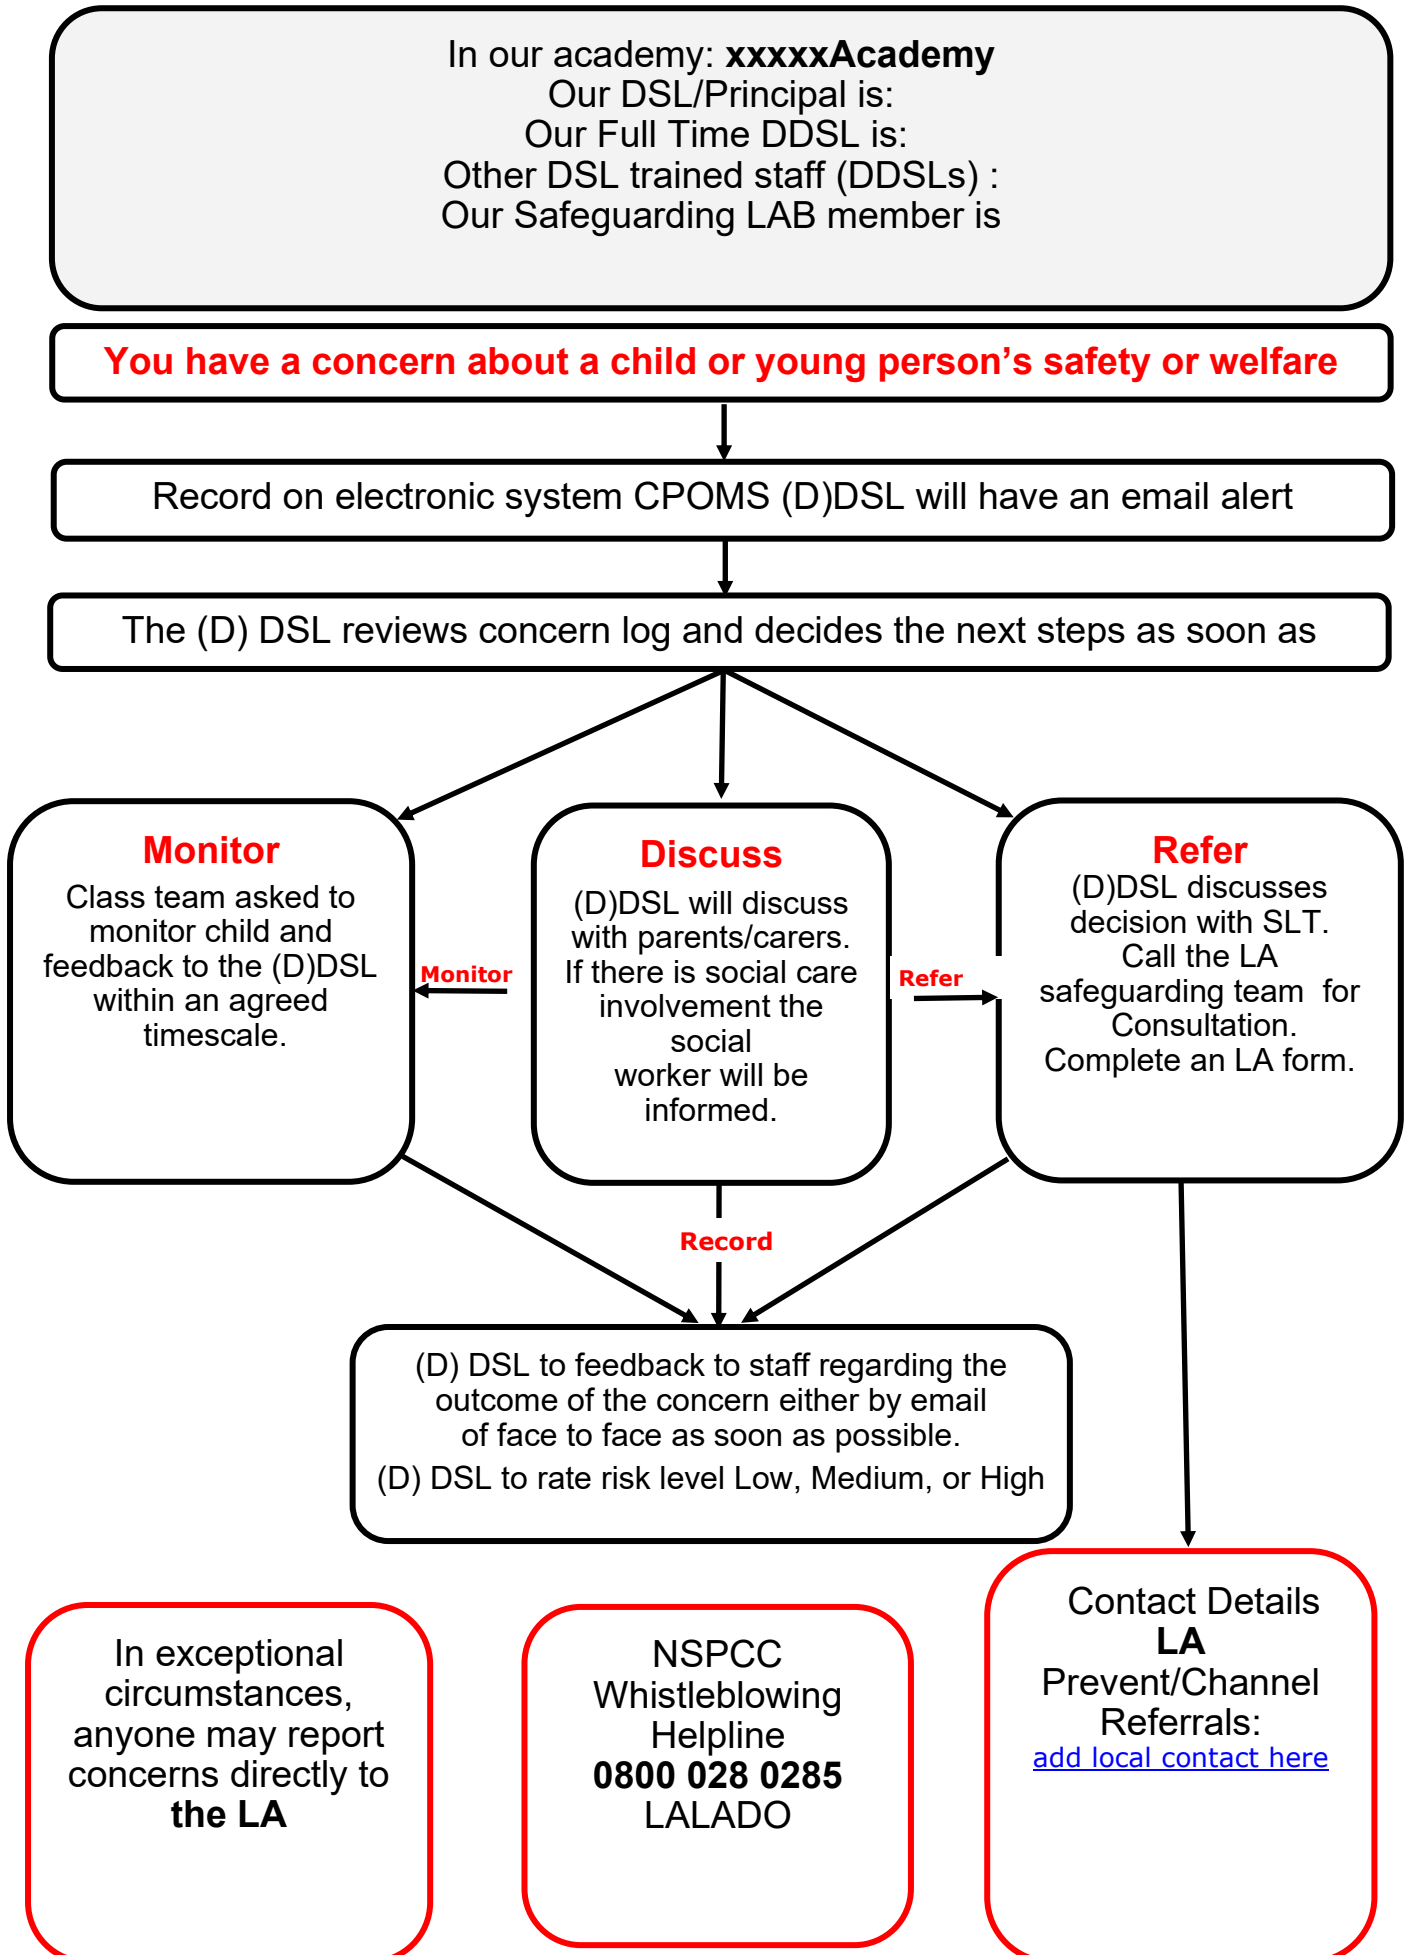 In our academy: xxxxxAcademy
Our DSL/Principal is:
Our Full Time DDSL is:
Other DSL trained staff (DDSLs) :
Our Safeguarding LAB member is
You have a concern about a child or young person’s safety or welfare
Record on electronic system CPOMS (D)DSL will have an email alert
The (D) DSL reviews concern log and decides the next steps as soon as
Monitor
Class team asked to
monitor child and
feedback to the (D)DSL
within an agreed
timescale.
Monitor
Discuss
(D)DSL will discuss
with parents/carers.
If there is social care
involvement the
social
worker will be
informed.
Refer
Refer
(D)DSL discusses
decision with SLT.
Call the LA
safeguarding team  for
Consultation.
Complete an LA form.
Record
(D) DSL to feedback to staff regarding the
outcome of the concern either by email
of face to face as soon as possible.
(D) DSL to rate risk level Low, Medium, or High
In exceptional
circumstances,
anyone may report
concerns directly to
the LA
NSPCC
Whistleblowing
Helpline
0800 028 0285
LALADO
Contact Details
LA
Prevent/Channel
Referrals:
add local contact here